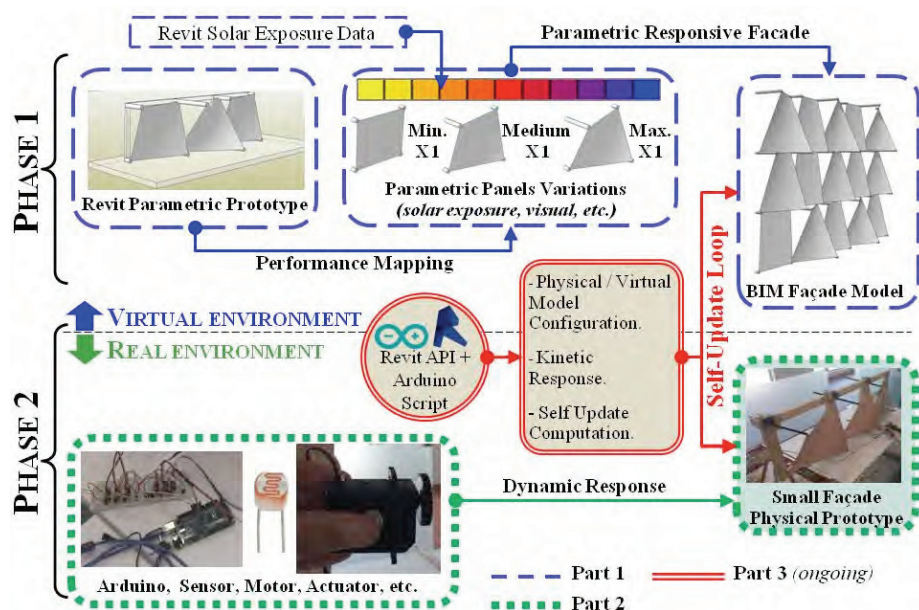 PHASE 1
Revit Solar Exposure Data
Parametric Responsive Facade
Min.
X1
Medium
X1
Max.
X1
Revit Parametric Prototype
Parametric Panels Variations
(solar exposure, visual, etc.)
Performance Mapping
BIM Façade Model
Self-Update Loop
VIRTUAL ENVIRONMENT
REAL ENVIRONMENT
Revit API +
Arduino
Script
- Physical / Virtual
Model
Configuration.
- Kinetic
Response.
- Self Update
Computation.
PHASE 2
Dynamic Response
Small Façade
Physical Prototype
Arduino, Sensor, Motor, Actuator, etc.
Part 1
Part 3 (ongoing)
Part 2